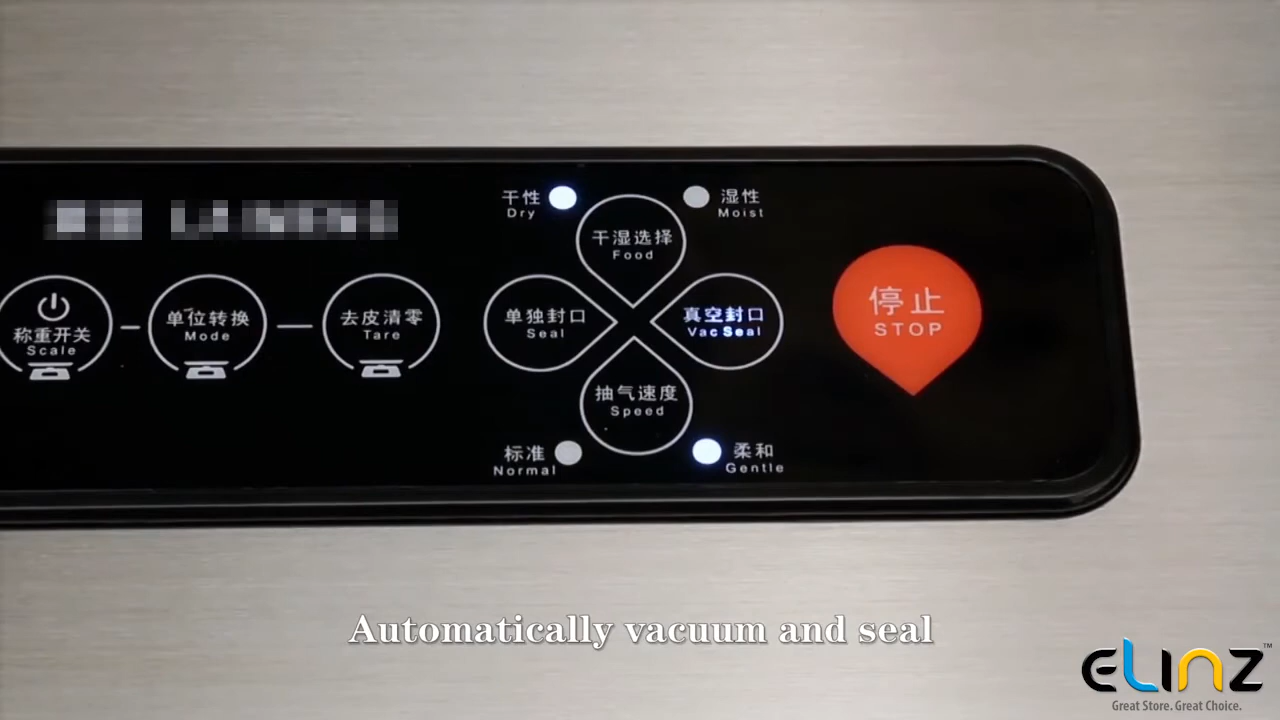 干性
Dry
湿性
Moist
干湿选择
Food
称重开关
Scale
单位转换
Mode
去皮清零
Tare
单独封口
Seal
真空封口
Vac Seal
停止
STOP
抽气速度
Speed
标准
Normal
柔和
Gentle
Automatically vacuum and seal
eLinz™
Great Store. Great Choice.